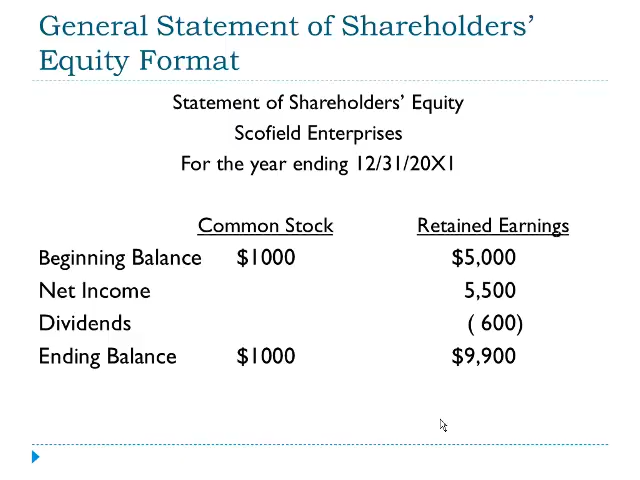 General Statement of Shareholders’
Equity Format
Statement of Shareholders’ Equity
Scofield Enterprises
For the year ending 12/31/20X1
Common Stock Retained Earnings
Beginning Balance $1000 $5,000
Net Income 5,500
Dividends ( 600)
Ending Balance $1000 $9,900